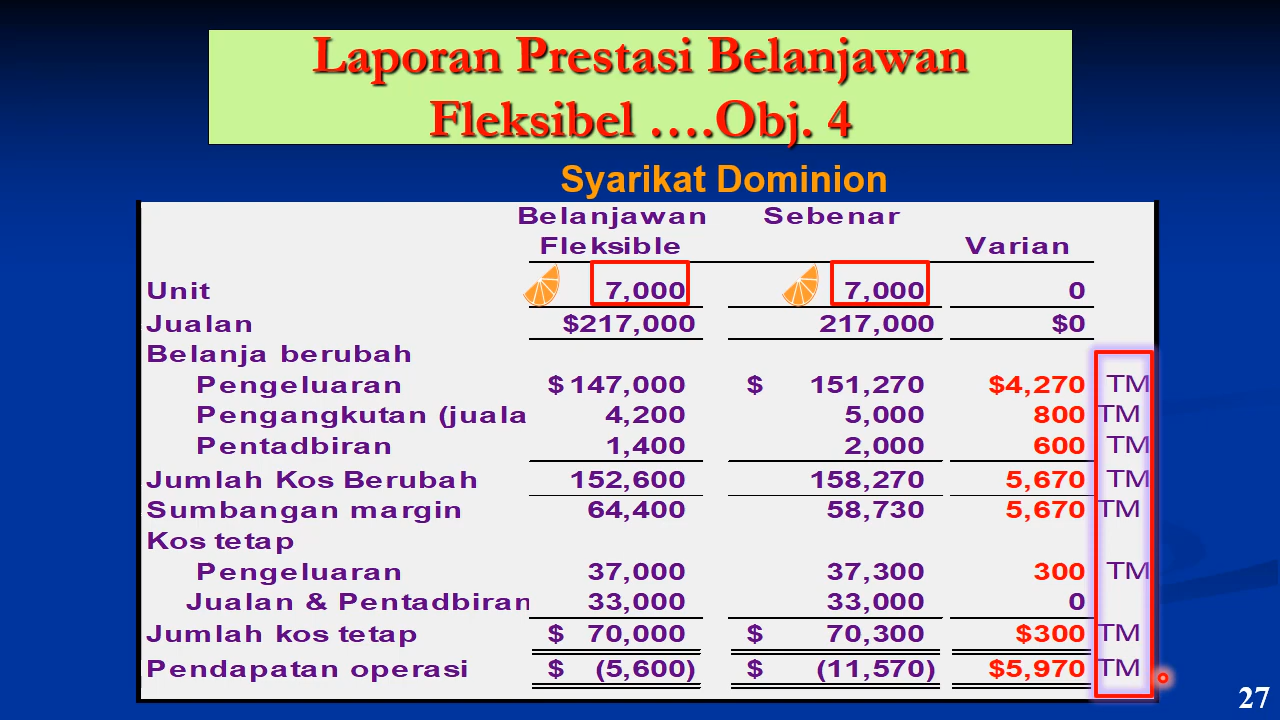 Laporan Prestasi Belanjawan
Fleksibel ….Obj. 4
Syarikat Dominion
Belanjawan Sebenar
Fleksible Varian
Unit 7,000 7,000 0
Jualan $217,000 217,000 $0
Belanja berubah
Pengeluaran $147,000 $ 151,270 $4,270 TM
Pengangkutan (juala 4,200 5,000 800 TM
Pentadbiran 1,400 2,000 600 TM
Jumlah Kos Berubah 152,600 158,270 5,670 TM
Sumbangan margin 64,400 58,730 5,670 TM
Kos tetap
Pengeluaran 37,000 37,300 300 TM
Jualan & Pentadbiran 33,000 33,000 0
Jumlah kos tetap $ 70,000 $ 70,300 $300 TM
Pendapatan operasi $ (5,600) $ (11,570) $5,970 TM
27